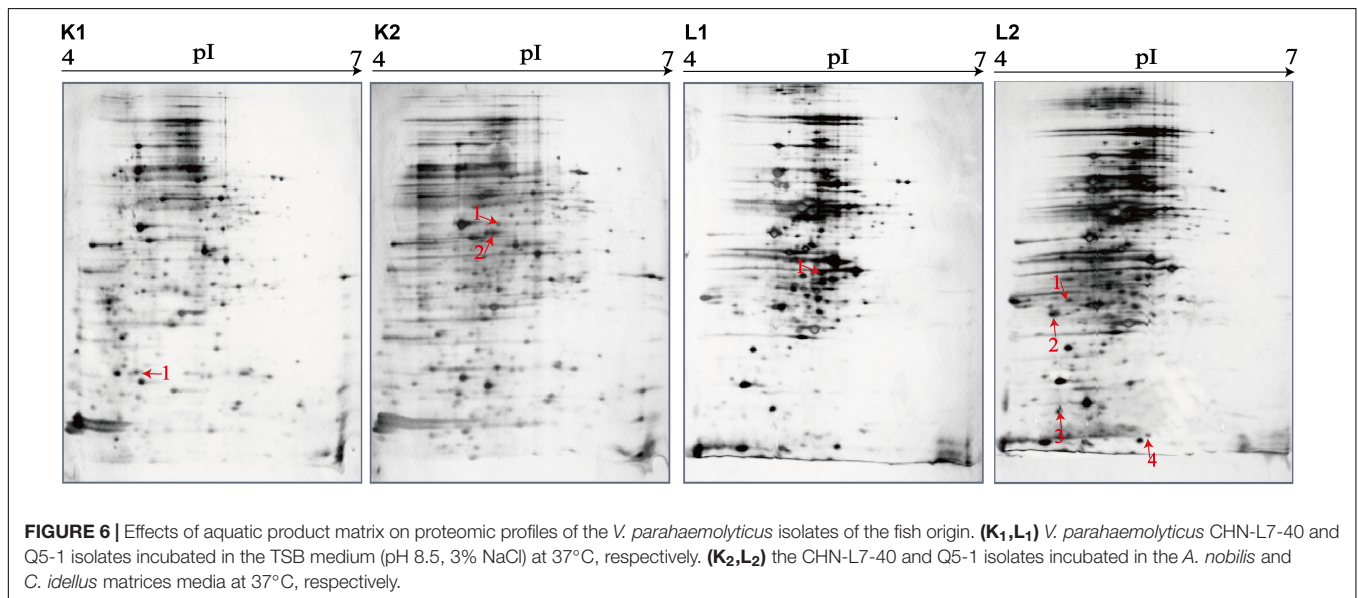 K1 K2 L1 L2
4 pI 7 4 pI 7 4 pI 7 4 pI 7
1
2
1
1
1
2
1
3
4
FIGURE 6 | Effects of aquatic product matrix on proteomic profiles of the V. parahaemolyticus isolates of the fish origin. (K1,L1) V. parahaemolyticus CHN-L7-40 and
Q5-1 isolates incubated in the TSB medium (pH 8.5, 3% NaCl) at 37°C, respectively. (K2,L2) the CHN-L7-40 and Q5-1 isolates incubated in the A. nobilis and
C. idellus matrices media at 37°C, respectively.